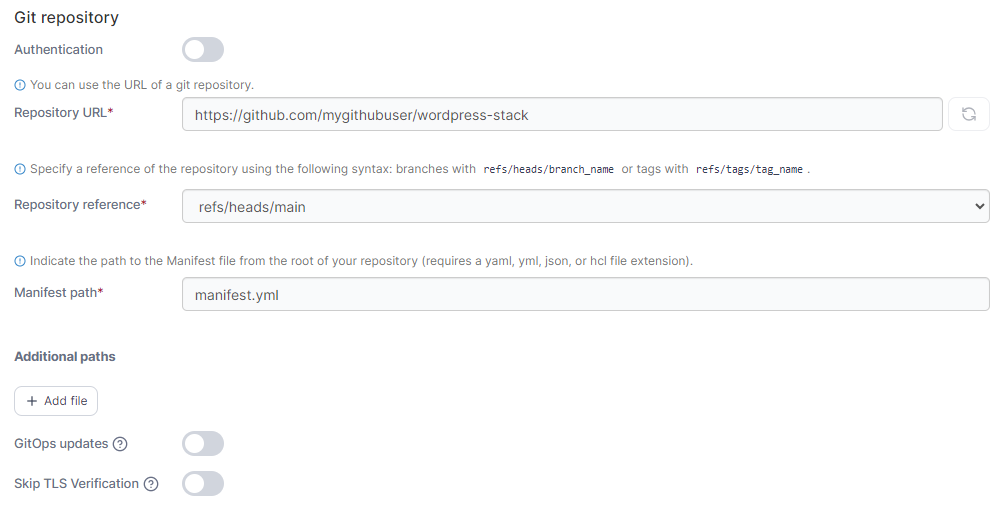 Git repository
Authentication
You can use the URL of a git repository.
Repository URL*
https://github.com/mygithubuser/wordpress-stack
Specify a reference of the repository using the following syntax: branches with refs/heads/branch_name or tags with refs/tags/tag_name .
Repository reference*
refs/heads/main
Indicate the path to the Manifest file from the root of your repository (requires a yaml, yml, json, or hcl file extension).
Manifest path*
manifest.yml
Additional paths
+ Add file
GitOps updates ?
Skip TLS Verification ?